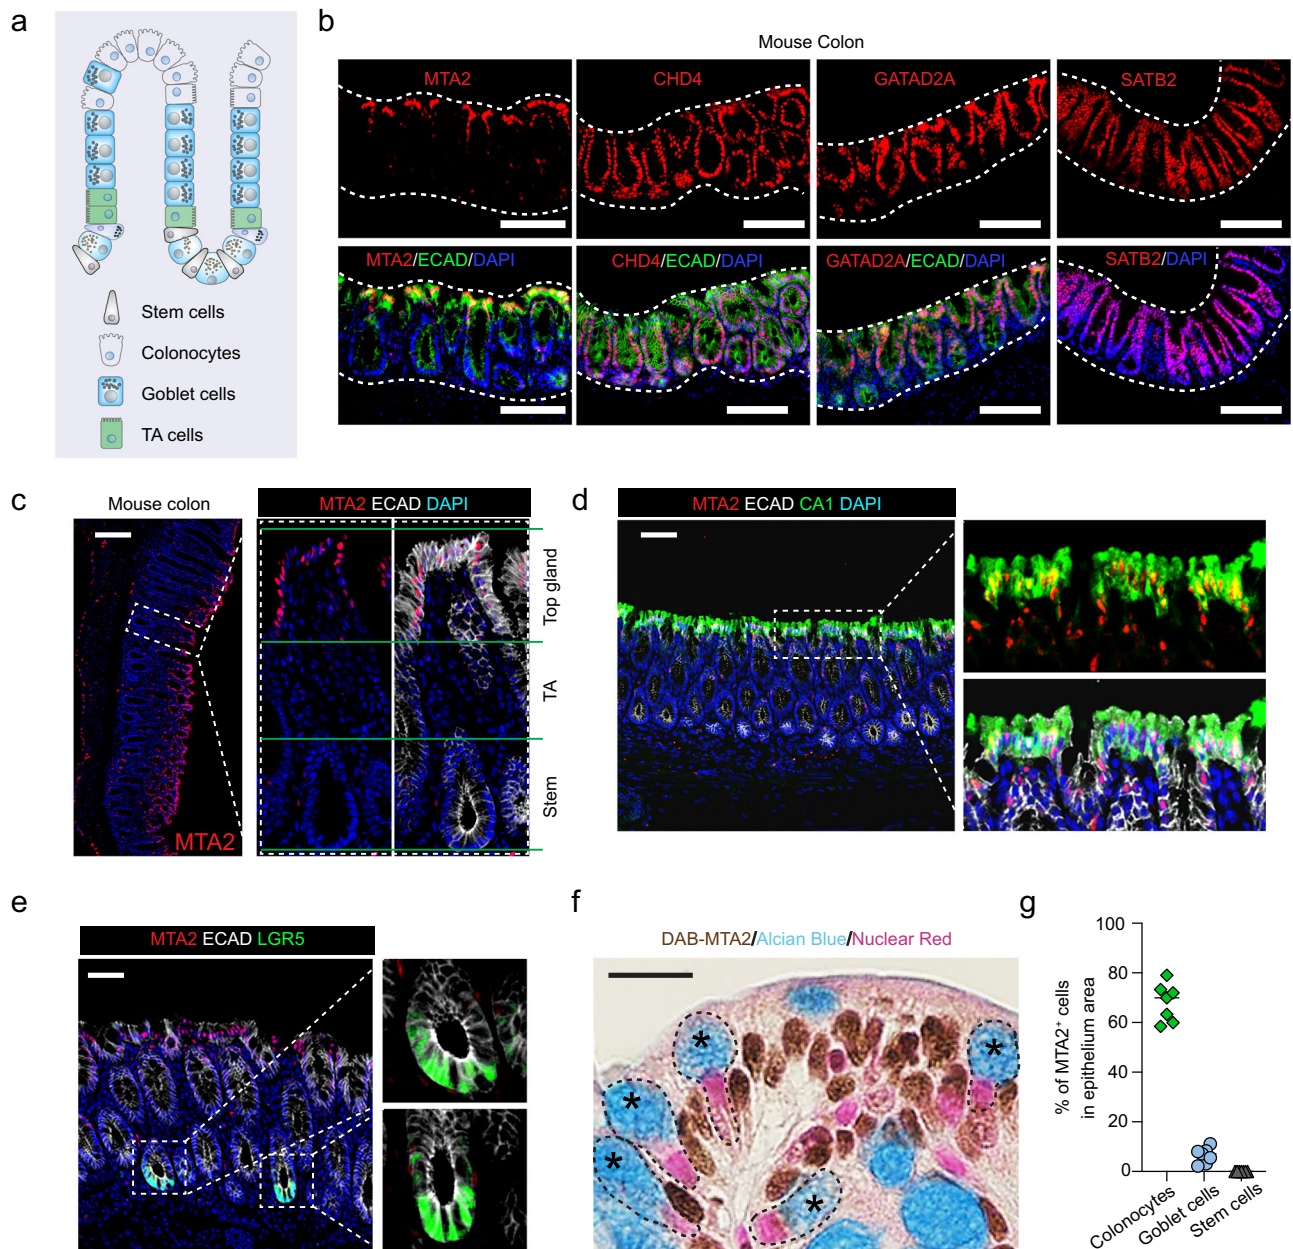 a
Stem cells
Colonocytes
Goblet cells
TA cells
b
Mouse Colon
MTA2
CHD4
GATAD2A
SATB2
MTA2/ECAD/DAPI
CHD4/ECAD/DAPI
GATAD2A/ECAD/DAPI
SATB2/DAPI
c
Mouse colon
MTA2
MTA2 ECAD DAPI
Top gland
TA
Stem
d
MTA2 ECAD CA1 DAPI
e
MTA2 ECAD LGR5
f
DAB-MTA2/Alcian Blue/Nuclear Red
*
*
*
*
*
g
% of MTA2+ cells
in epithelium area
100
80
60
40
20
0
Colonocytes
Goblet cells
Stem cells